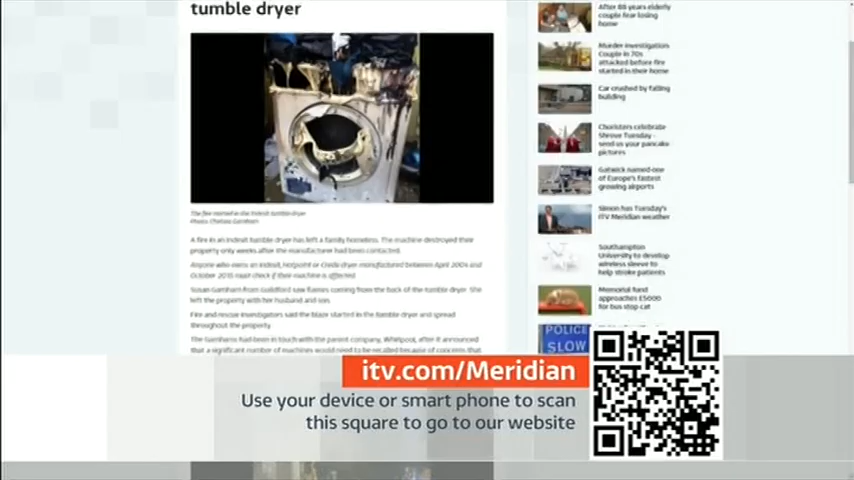 tumble dryer
The fire started in the Indesit tumble dryer
Photo: Chelsea Garnham
A fire in an Indesit tumble dryer has left a family homeless. The machine destroyed their
property only weeks after the manufacturer had been contacted.
Anyone who owns an Indesit, Hotpoint or Creda dryer manufactured between April 2004 and
October 2015 must check if their machine is affected.
Susan Garnham from Guildford saw flames coming from the back of the tumble dryer. She
left the property with her husband and son.
Fire and rescue investigators said the blaze started in the tumble dryer and spread
throughout the property.
The Garnhams had been in touch with the parent company, Whirlpool, after it announced
that a significant number of machines would need to be recalled because of concerns that
After 88 years elderly
couple fear losing
home
Murder investigation:
Couple in 70s
attacked before fire
started in their home
Car crushed by falling
building
Choristers celebrate
Shrove Tuesday -
send us your pancake
pictures
Gatwick named one
of Europe's fastest
growing airports
Simon has Tuesday's
ITV Meridian weather
Southampton
University to develop
wireless sleeve to
help stroke patients
Memorial fund
approaches £5000
for bus stop cat
POLICE
SLOW
itv.com/Meridian
Use your device or smart phone to scan
this square to go to our website